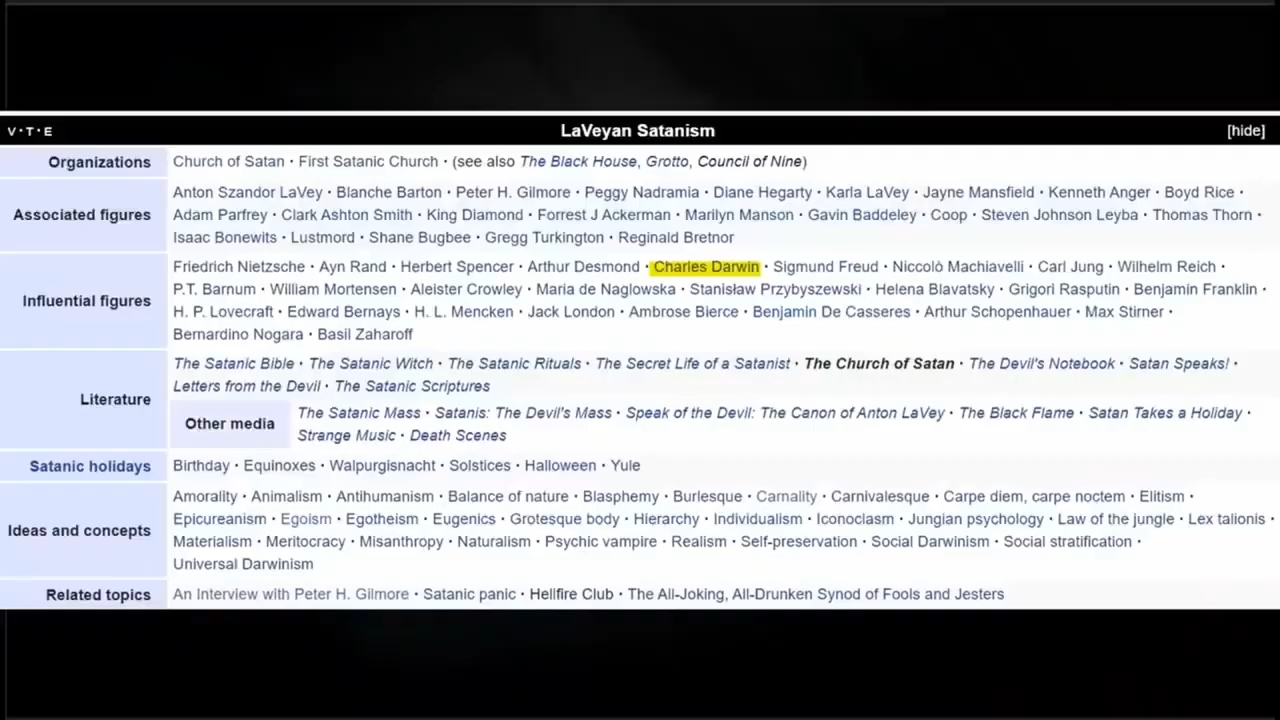 V·T·E LaVeyan Satanism [hide]
Organizations Church of Satan · First Satanic Church · (see also The Black House, Grotto, Council of Nine)
Associated figures
Anton Szandor LaVey · Blanche Barton · Peter H. Gilmore · Peggy Nadramia · Diane Hegarty · Karla LaVey · Jayne Mansfield · Kenneth Anger · Boyd Rice ·
Adam Parfrey · Clark Ashton Smith · King Diamond · Forrest J Ackerman · Marilyn Manson · Gavin Baddeley · Coop · Steven Johnson Leyba · Thomas Thorn ·
Isaac Bonewits · Lustmord · Shane Bugbee · Gregg Turkington · Reginald Bretnor
Influential figures
Friedrich Nietzsche · Ayn Rand · Herbert Spencer · Arthur Desmond · Charles Darwin · Sigmund Freud · Niccolò Machiavelli · Carl Jung · Wilhelm Reich ·
P.T. Barnum · William Mortensen · Aleister Crowley · Maria de Naglowska · Stanisław Przybyszewski · Helena Blavatsky · Grigori Rasputin · Benjamin Franklin ·
H. P. Lovecraft · Edward Bernays · H. L. Mencken · Jack London · Ambrose Bierce · Benjamin De Casseres · Arthur Schopenhauer · Max Stirner ·
Bernardino Nogara · Basil Zaharoff
Literature
The Satanic Bible · The Satanic Witch · The Satanic Rituals · The Secret Life of a Satanist · The Church of Satan · The Devil's Notebook · Satan Speaks! ·
Letters from the Devil · The Satanic Scriptures
Other media
The Satanic Mass · Satanis: The Devil's Mass · Speak of the Devil: The Canon of Anton LaVey · The Black Flame · Satan Takes a Holiday ·
Strange Music · Death Scenes
Satanic holidays Birthday · Equinoxes · Walpurgisnacht · Solstices · Halloween · Yule
Ideas and concepts
Amorality · Animalism · Antihumanism · Balance of nature · Blasphemy · Burlesque · Carnality · Carnivalesque · Carpe diem, carpe noctem · Elitism ·
Epicureanism · Egoism · Egotheism · Eugenics · Grotesque body · Hierarchy · Individualism · Iconoclasm · Jungian psychology · Law of the jungle · Lex talionis ·
Materialism · Meritocracy · Misanthropy · Naturalism · Psychic vampire · Realism · Self-preservation · Social Darwinism · Social stratification ·
Universal Darwinism
Related topics An Interview with Peter H. Gilmore · Satanic panic · Hellfire Club · The All-Joking, All-Drunken Synod of Fools and Jesters